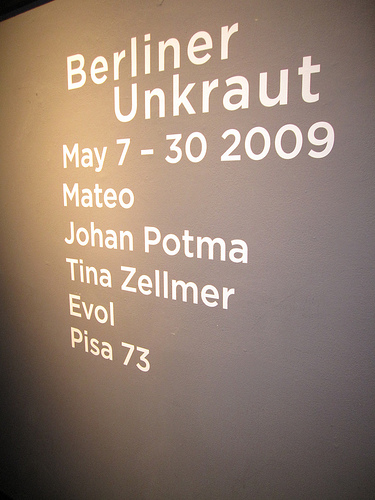 Berliner
Unkraut
May 7 - 30 2009
Mateo
Johan Potma
Tina Zellmer
Evol
Pisa 73